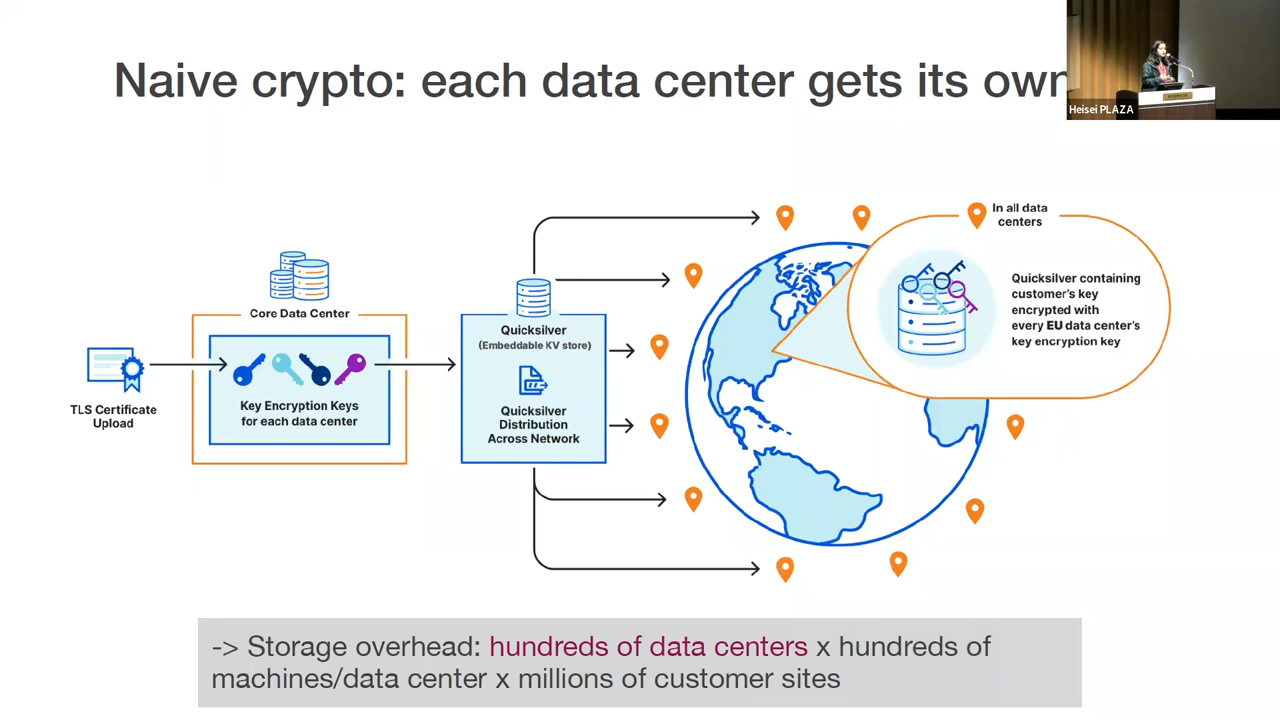 Naive crypto: each data center gets its own
Heisei PLAZA
In all data
centers
Quicksilver containing
customer's key
encrypted with
every EU data center's
key encryption key
Core Data Center
Quicksilver
(Embeddable KV store)
TLS Certificate
Upload
Key Encryption Keys
for each data center
Quicksilver
Distribution
Across Network
-> Storage overhead: hundreds of data centers x hundreds of
machines/data center x millions of customer sites